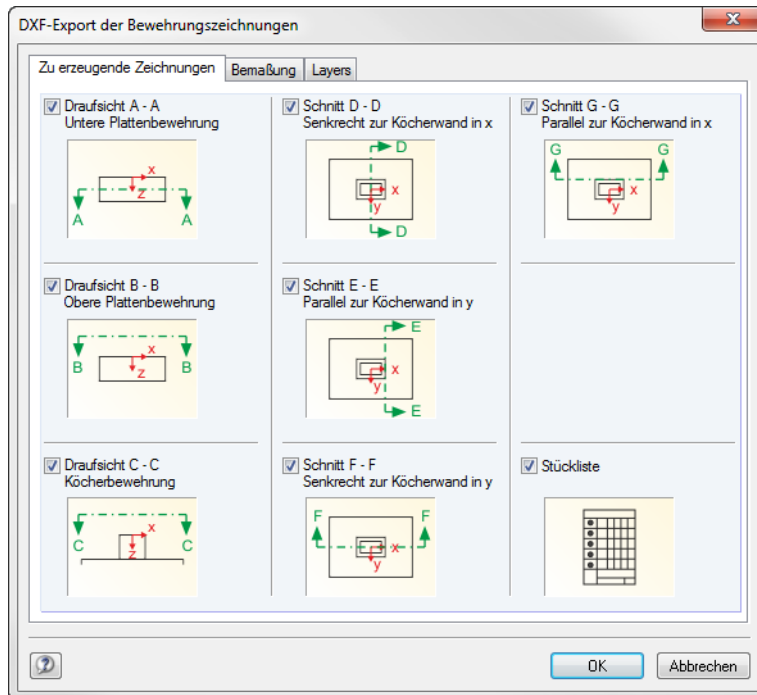 DXF-Export der Bewehrungszeichnungen
Zu erzeugende Zeichnungen
Bemaßung
Layers
Draufsicht A - A
Untere Plattenbewehrung
x
z
A
A
Draufsicht B - B
Obere Plattenbewehrung
x
z
B
B
Draufsicht C - C
Köcherbewehrung
x
z
C
C
Schnitt D - D
Senkrecht zur Köcherwand in x
D
x
y
D
Schnitt E - E
Parallel zur Köcherwand in y
E
x
y
E
Schnitt F - F
Senkrecht zur Köcherwand in y
F
F
x
y
Schnitt G - G
Parallel zur Köcherwand in x
G
G
x
y
Stückliste
?
OK
Abbrechen